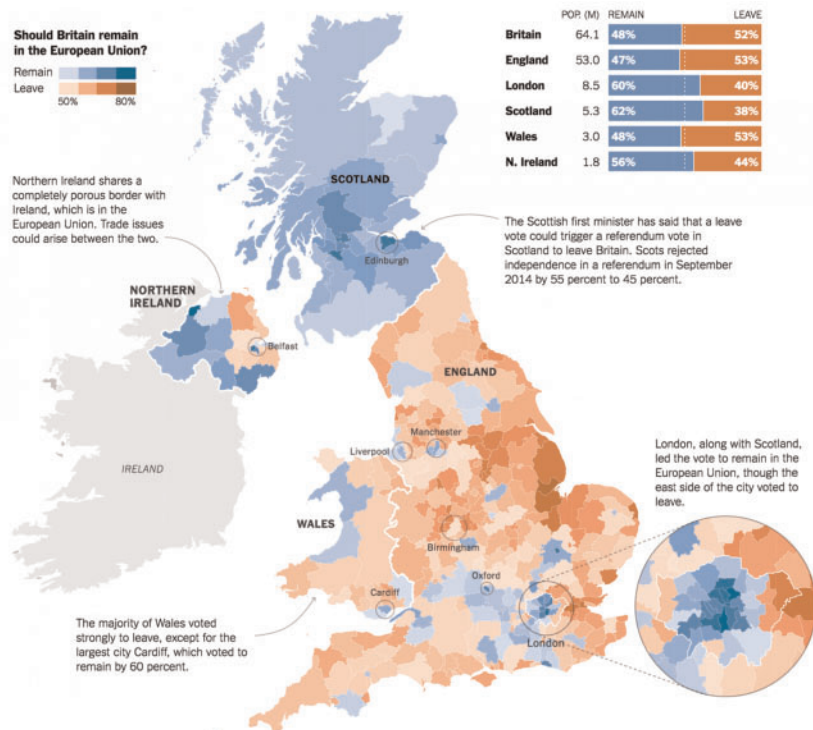 Should Britain remain
in the European Union?
Remain
Leave
50% 80%
POP. (M) REMAIN LEAVE
Britain 64.1 48% 52%
England 53.0 47% 53%
London 8.5 60% 40%
Scotland 5.3 62% 38%
Wales 3.0 48% 53%
N. Ireland 1.8 56% 44%
Northern Ireland shares a
completely porous border with
Ireland, which is in the
European Union. Trade issues
could arise between the two.
SCOTLAND
Edinburgh
The Scottish first minister has said that a leave
vote could trigger a referendum vote in
Scotland to leave Britain. Scots rejected
independence in a referendum in September
2014 by 55 percent to 45 percent.
NORTHERN
IRELAND
Belfast
ENGLAND
Manchester
Liverpool
IRELAND
London, along with Scotland,
led the vote to remain in the
European Union, though the
east side of the city voted to
leave.
WALES
Birmingham
Oxford
Cardiff
London
The majority of Wales voted
strongly to leave, except for the
largest city Cardiff, which voted to
remain by 60 percent.